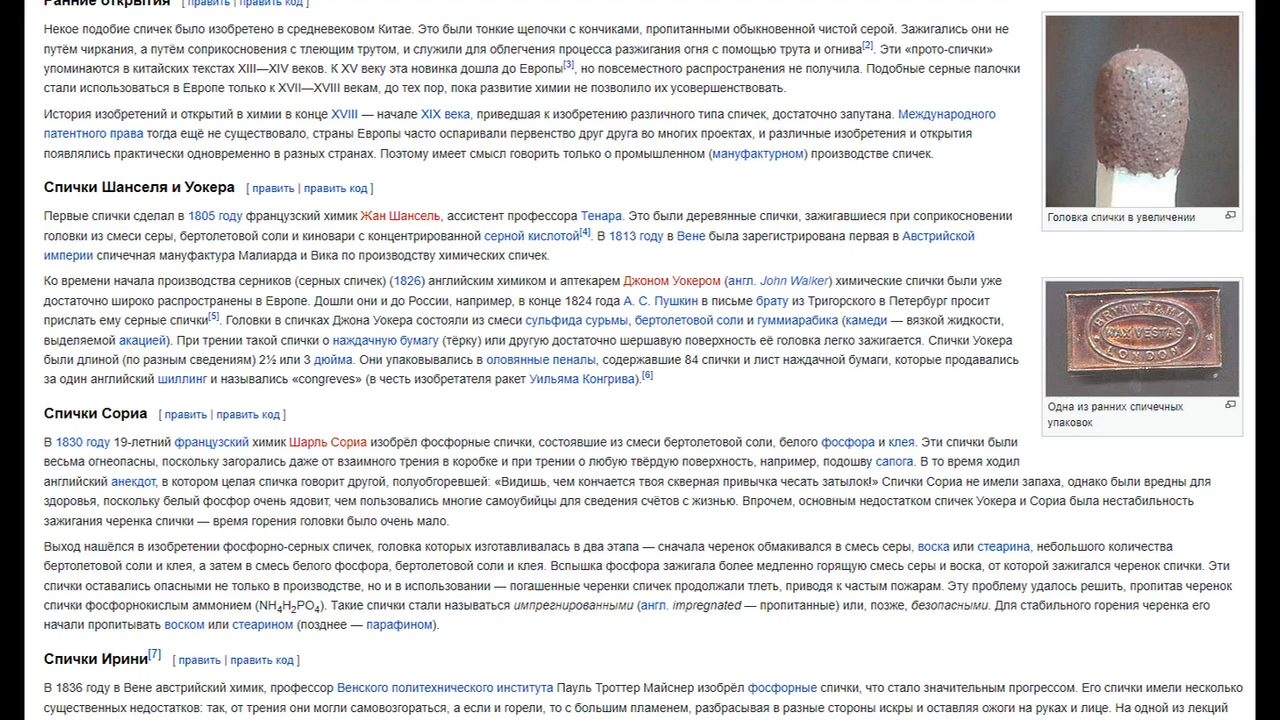 Ранние открытия [ править | править код ]
Некое подобие спичек было изобретено в средневековом Китае. Это были тонкие щепочки с кончиками, пропитанными обыкновенной чистой серой. Зажигались они не
путём чиркания, а путём соприкосновения с тлеющим трутом, и служили для облегчения процесса разжигания огня с помощью трута и огнива[2]. Эти «прото-спички»
упоминаются в китайских текстах XIII—XIV веков. К XV веку эта новинка дошла до Европы[3], но повсеместного распространения не получила. Подобные серные палочки
стали использоваться в Европе только к XVII—XVIII векам, до тех пор, пока развитие химии не позволило их усовершенствовать.
История изобретений и открытий в химии в конце XVIII — начале XIX века, приведшая к изобретению различного типа спичек, достаточно запутана. Международного
патентного права тогда ещё не существовало, страны Европы часто оспаривали первенство друг друга во многих проектах, и различные изобретения и открытия
появлялись практически одновременно в разных странах. Поэтому имеет смысл говорить только о промышленном (мануфактурном) производстве спичек.
Головка спички в увеличении
Спички Шанселя и Уокера [ править | править код ]
Первые спички сделал в 1805 году французский химик Жан Шансель, ассистент профессора Тенара. Это были деревянные спички, зажигавшиеся при соприкосновении
головки из смеси серы, бертолетовой соли и киновари с концентрированной серной кислотой[4]. В 1813 году в Вене была зарегистрирована первая в Австрийской
империи спичечная мануфактура Малиарда и Вика по производству химических спичек.
Ко времени начала производства серников (серных спичек) (1826) английским химиком и аптекарем Джоном Уокером (англ. John Walker) химические спички были уже
достаточно широко распространены в Европе. Дошли они и до России, например, в конце 1824 года А. С. Пушкин в письме брату из Тригорского в Петербург просит
прислать ему серные спички[5]. Головки в спичках Джона Уокера состояли из смеси сульфида сурьмы, бертолетовой соли и гуммиарабика (камеди — вязкой жидкости,
выделяемой акацией). При трении такой спички о наждачную бумагу (тёрку) или другую достаточно шершавую поверхность её головка легко зажигается. Спички Уокера
были длиной (по разным сведениям) 2½ или 3 дюйма. Они упаковывались в оловянные пеналы, содержавшие 84 спички и лист наждачной бумаги, которые продавались
за один английский шиллинг и назывались «congreves» (в честь изобретателя ракет Уильяма Конгрива).[6]
BRYANT & MAY
WAX VESTAS
LONDON
Одна из ранних спичечных
упаковок
Спички Сориа [ править | править код ]
В 1830 году 19-летний французский химик Шарль Сориа изобрёл фосфорные спички, состоявшие из смеси бертолетовой соли, белого фосфора и клея. Эти спички были
весьма огнеопасны, поскольку загорались даже от взаимного трения в коробке и при трении о любую твёрдую поверхность, например, подошву сапога. В то время ходил
английский анекдот, в котором целая спичка говорит другой, полуобгоревшей: «Видишь, чем кончается твоя скверная привычка чесать затылок!» Спички Сориа не имели запаха, однако были вредны для
здоровья, поскольку белый фосфор очень ядовит, чем пользовались многие самоубийцы для сведения счётов с жизнью. Впрочем, основным недостатком спичек Уокера и Сориа была нестабильность
зажигания черенка спички — время горения головки было очень мало.
Выход нашёлся в изобретении фосфорно-серных спичек, головка которых изготавливалась в два этапа — сначала черенок обмакивался в смесь серы, воска или стеарина, небольшого количества
бертолетовой соли и клея, а затем в смесь белого фосфора, бертолетовой соли и клея. Вспышка фосфора зажигала более медленно горящую смесь серы и воска, от которой зажигался черенок спички. Эти
спички оставались опасными не только в производстве, но и в использовании — погашенные черенки спичек продолжали тлеть, приводя к частым пожарам. Эту проблему удалось решить, пропитав черенок
спички фосфорнокислым аммонием (NH4H2PO4). Такие спички стали называться импрегнированными (англ. impregnated — пропитанные) или, позже, безопасными. Для стабильного горения черенка его
начали пропитывать воском или стеарином (позднее — парафином).
Спички Ирини[7] [ править | править код ]
В 1836 году в Вене австрийский химик, профессор Венского политехнического института Пауль Троттер Майснер изобрёл фосфорные спички, что стало значительным прогрессом. Его спички имели несколько
существенных недостатков: так, от трения они могли самовозгораться, а если и горели, то с большим пламенем, разбрасывая в разные стороны искры и оставляя ожоги на руках и лице. На одной из лекций